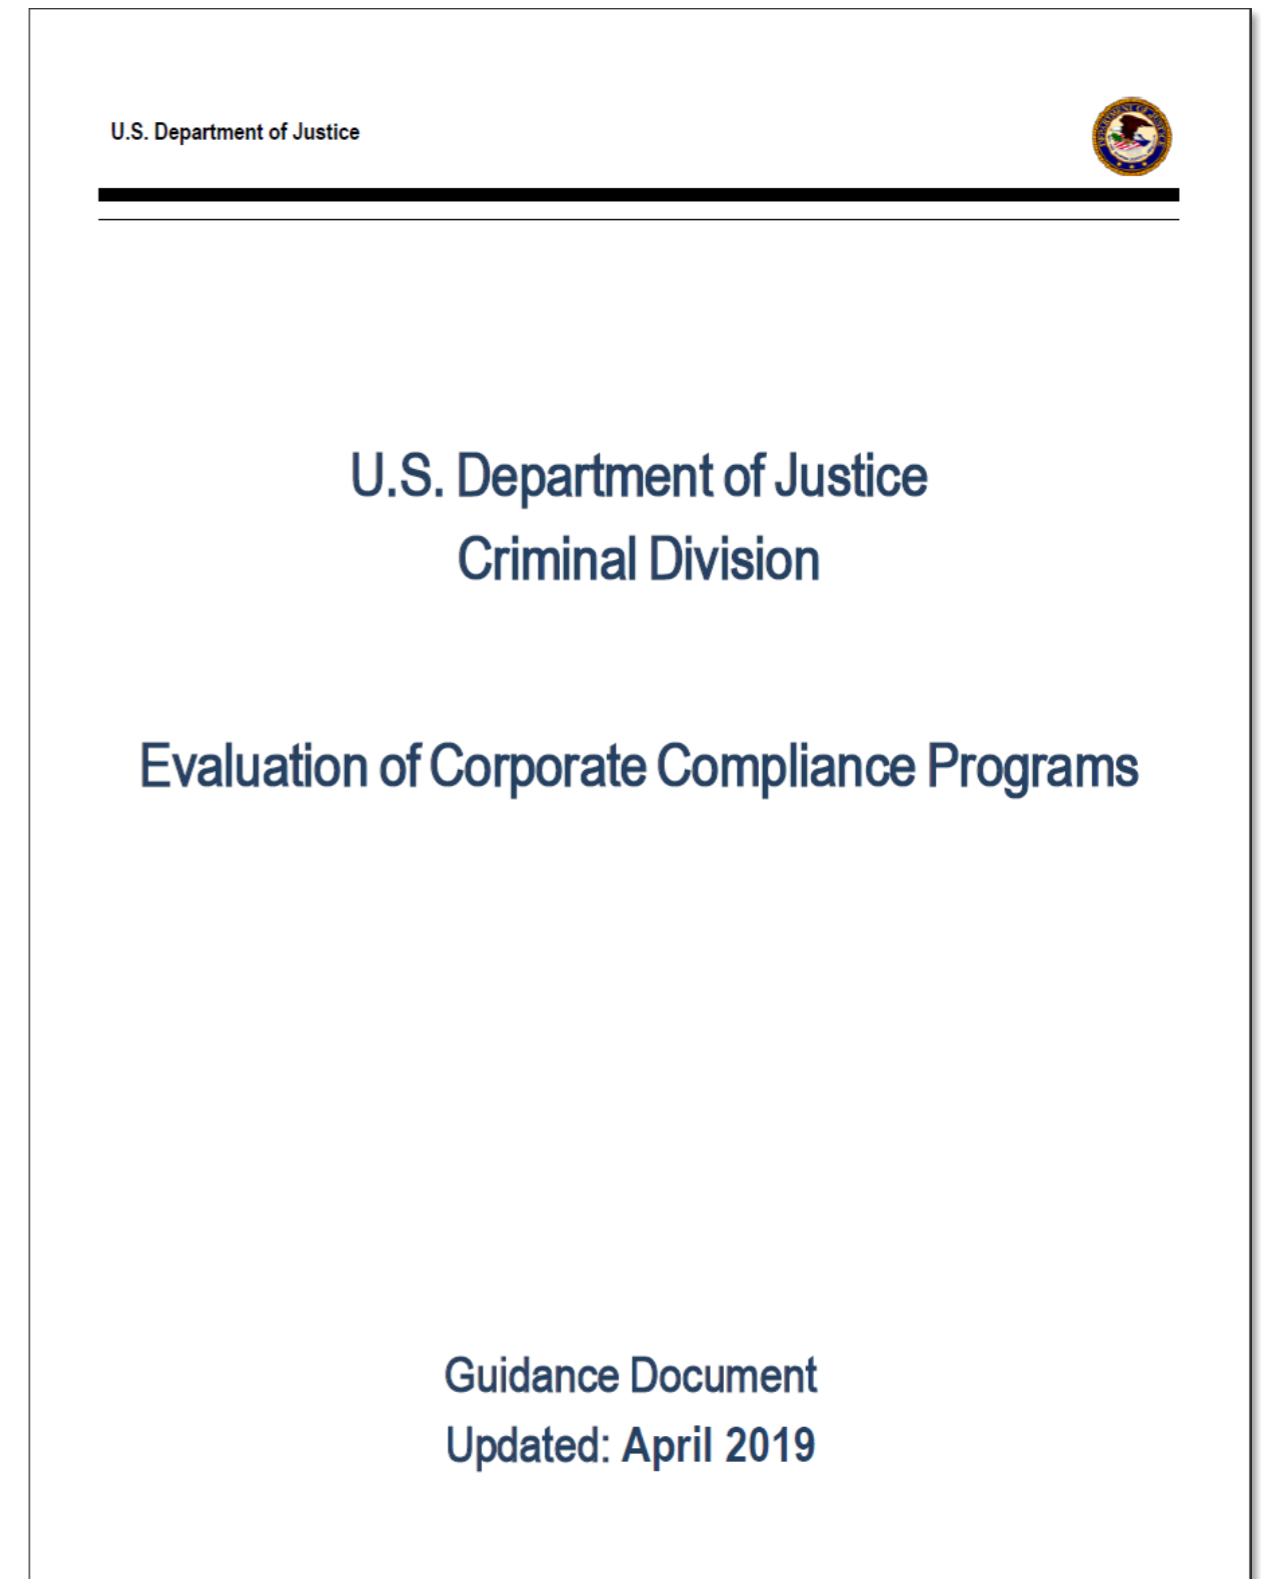 U.S. Department of Justice
U.S. Department of Justice
Criminal Division
Evaluation of Corporate Compliance Programs
Guidance Document
Updated: April 2019